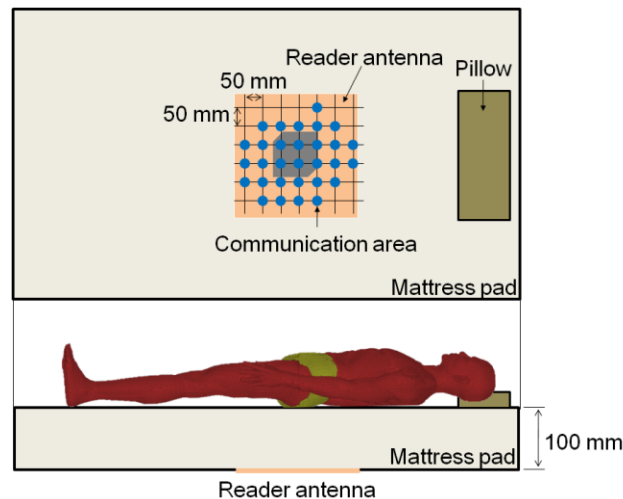 Reader antenna
Pillow
50 mm
50 mm
Communication area
Mattress pad
100 mm
Mattress pad
Reader antenna